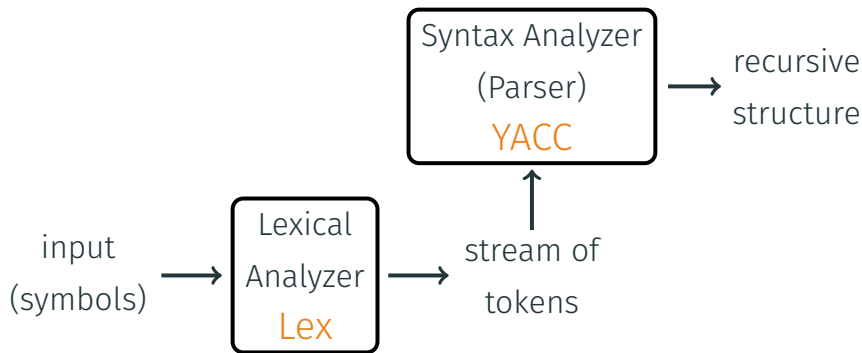 Syntax Analyzer
(Parser)
YACC
recursive
structure
input
(symbols)
Lexical
Analyzer
Lex
stream of
tokens